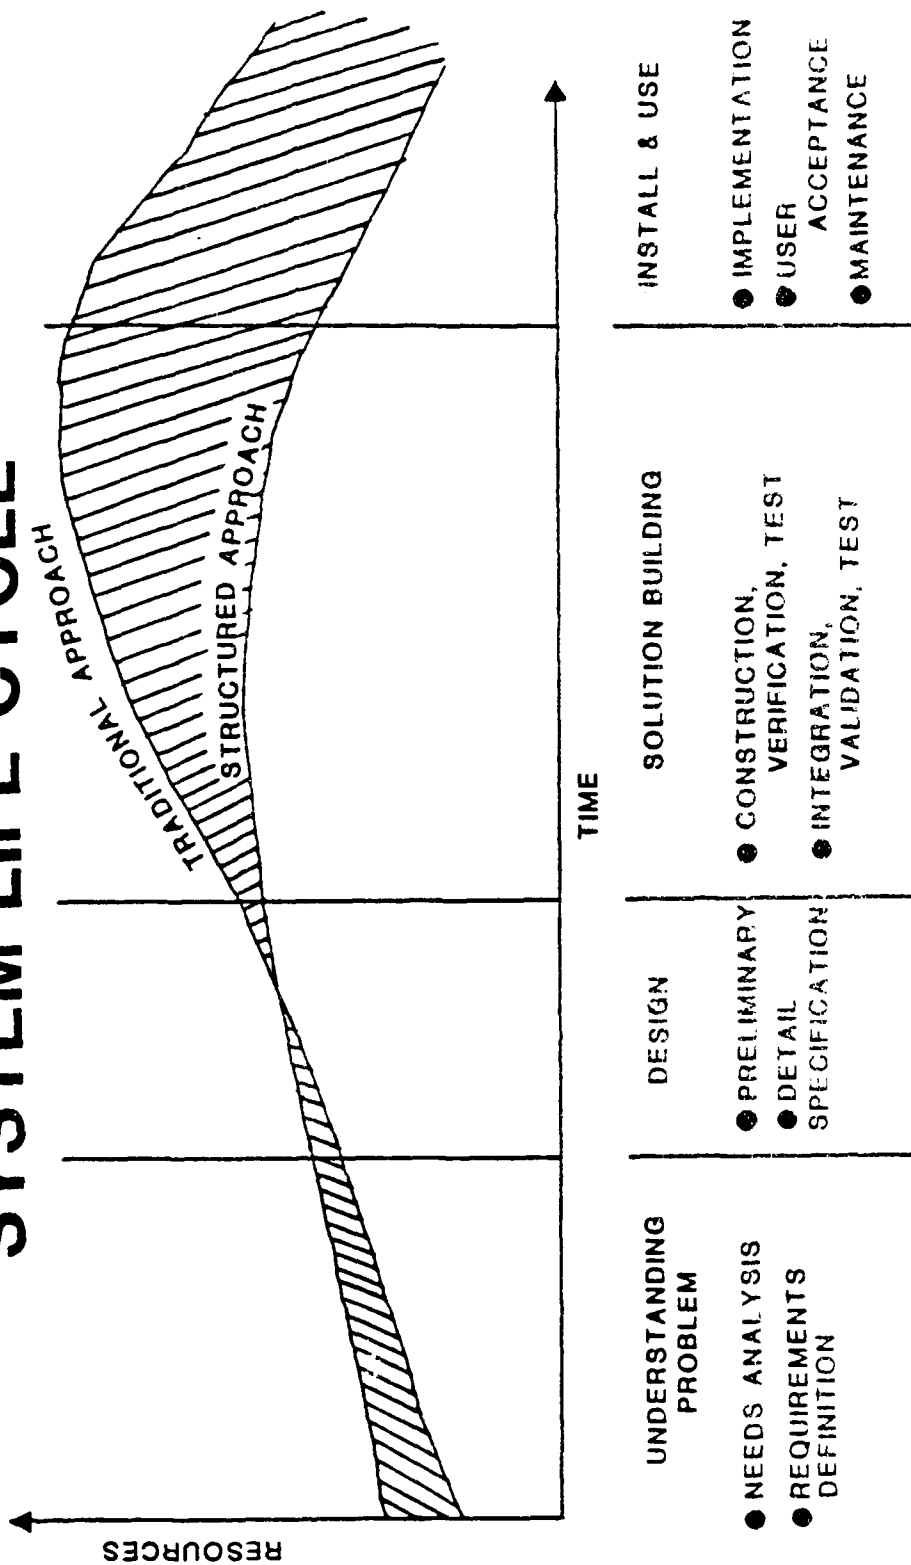 SYSTEM LIFE CYCLE
RESOURCES
TRADITIONAL APPROACH
STRUCTURED APPROACH
TIME
UNDERSTANDING
PROBLEM
● NEEDS ANALYSIS
● REQUIREMENTS
DEFINITION
DESIGN
● PRELIMINARY
● DETAIL
SPECIFICATION
SOLUTION BUILDING
● CONSTRUCTION,
VERIFICATION, TEST
● INTEGRATION,
VALIDATION, TEST
INSTALL & USE
● IMPLEMENTATION
● USER
ACCEPTANCE
● MAINTENANCE